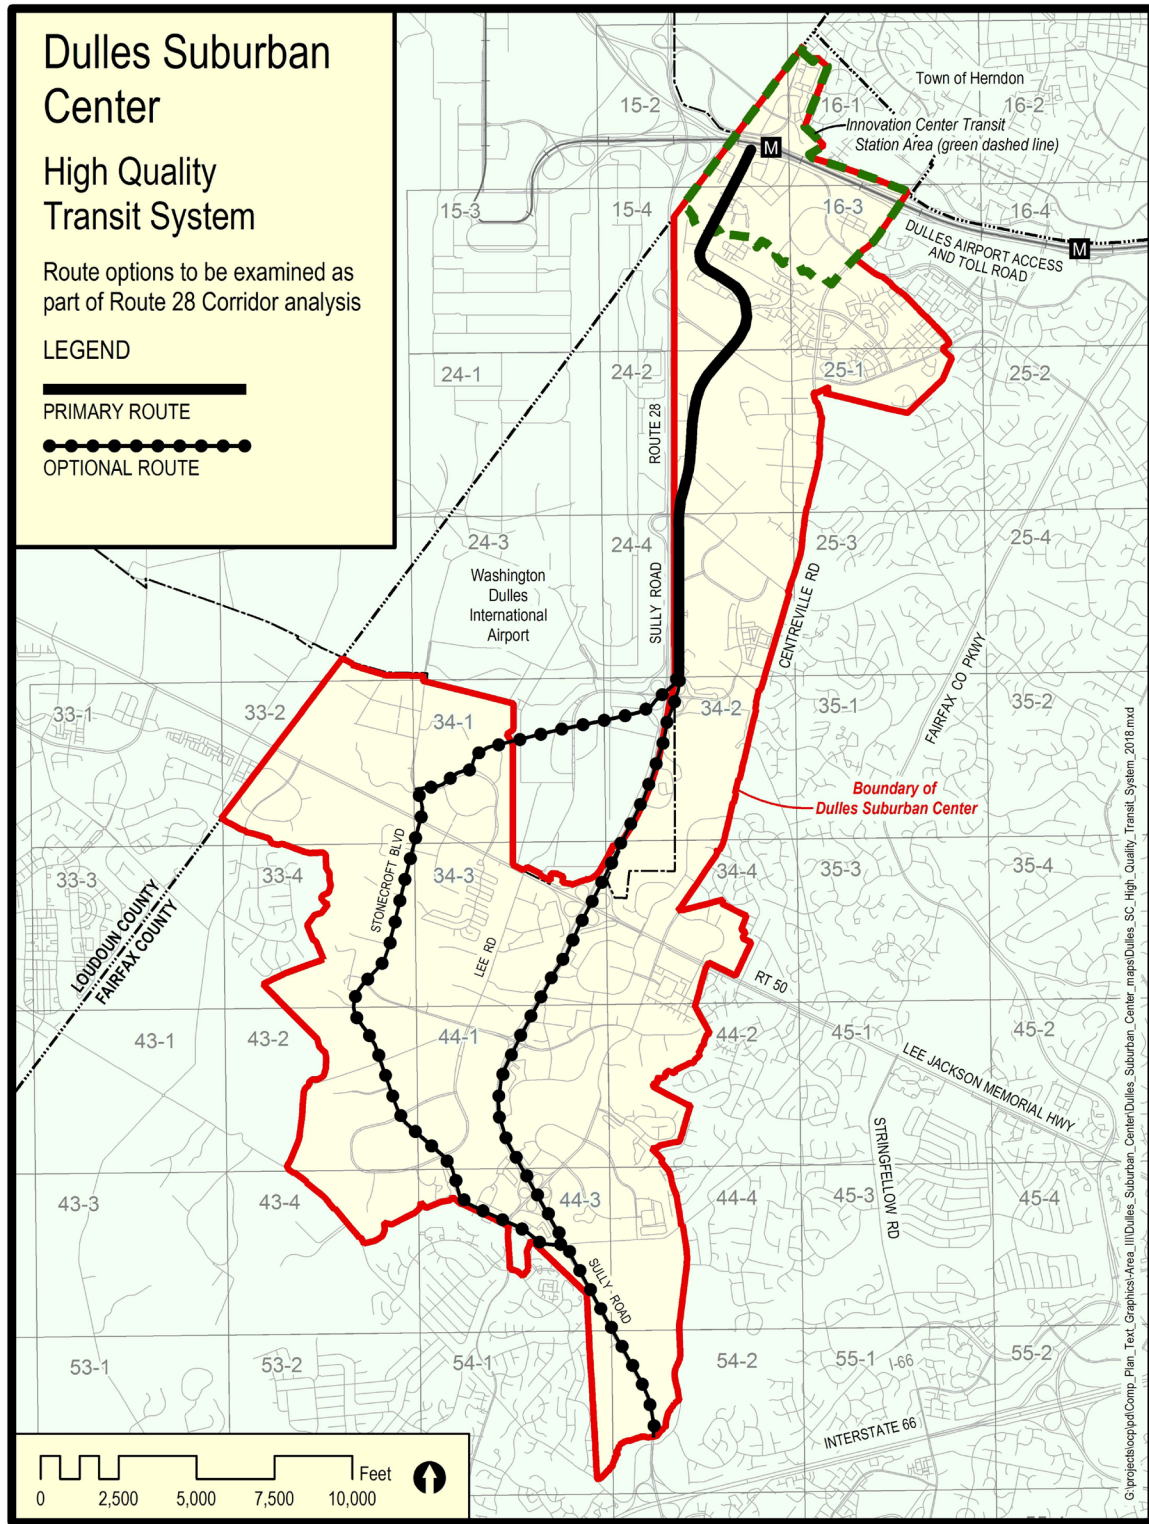 Dulles Suburban
Center
High Quality
Transit System
Route options to be examined as
part of Route 28 Corridor analysis
LEGEND
PRIMARY ROUTE
OPTIONAL ROUTE
Town of Herndon
15-2
16-1
16-2
Innovation Center Transit
Station Area (green dashed line)
M
15-3
15-4
16-3
16-4
M
DULLES AIRPORT ACCESS
AND TOLL ROAD
24-1
24-2
25-1
25-2
ROUTE 28
24-3
24-4
25-3
25-4
Washington
Dulles
International
Airport
SULLY ROAD
CENTREVILLE RD
FAIRFAX CO PKWY
33-1
33-2
34-1
34-2
35-1
35-2
Boundary of
Dulles Suburban Center
STONECROFT BLVD
33-3
33-4
34-3
34-4
35-3
35-4
LOUDOUN COUNTY
FAIRFAX COUNTY
LEE RD
RT 50
43-1
43-2
44-1
44-2
45-1
45-2
LEE JACKSON MEMORIAL HWY
STRINGFELLOW RD
43-3
43-4
44-3
44-4
45-3
45-4
SULLY ROAD
53-1
53-2
54-1
54-2
55-1
I-66
55-2
INTERSTATE 66
Feet
0 2,500 5,000 7,500 10,000
G:\projects\ocp\pd\Comp_Plan_Text_Graphics\-Area_III\Dulles_Suburban_Center\Dulles_Suburban_Center_maps\Dulles_SC_High_Quality_Transit_System_2018.mxd